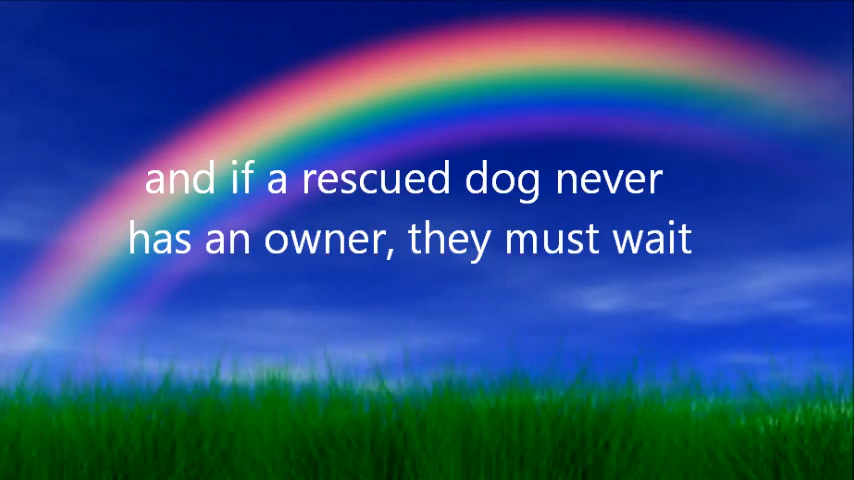 and if a rescued dog never
has an owner, they must wait